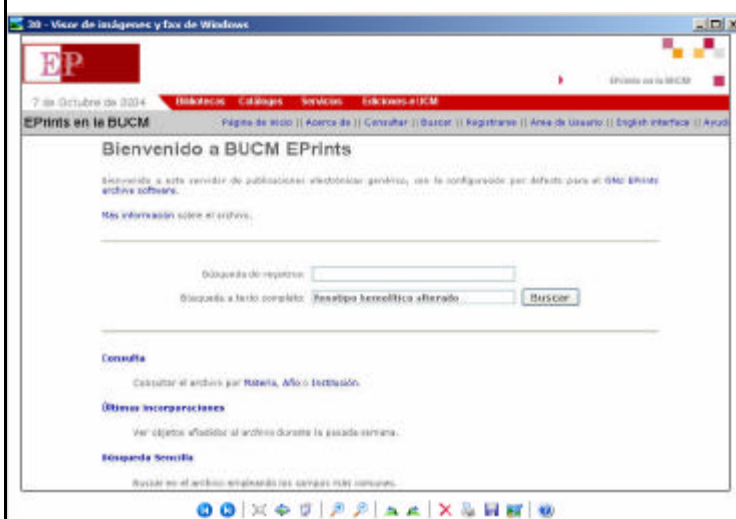 30 - Visor de imágenes y fax de Windows
EP
EPrints en la BUCM
7 de Octubre de 2004
Bibliotecas Catálogos Servicios Ediciones-e UCM
EPrints en la BUCM
Página de inicio || Acerca de || Consultar || Buscar || Registrarse || Area de Usuario || English interface || Ayud
Bienvenido a BUCM EPrints
Bienvenido a este servidor de publicaciones electrónicas genérico, con la configuración por defecto para el GNU EPrints
archive software.
Más información sobre el archivo.
Búsqueda de registros:
Búsqueda a texto completo: Fenotipo hemolítico alterado
Buscar
Consulta
Consultar el archivo por Materia, Año o Institución.
Últimas Incorporaciones
Ver objetos añadidos al archivo durante la pasada semana.
Búsqueda Sencilla
Buscar en el archivo empleando los campos más comunes.